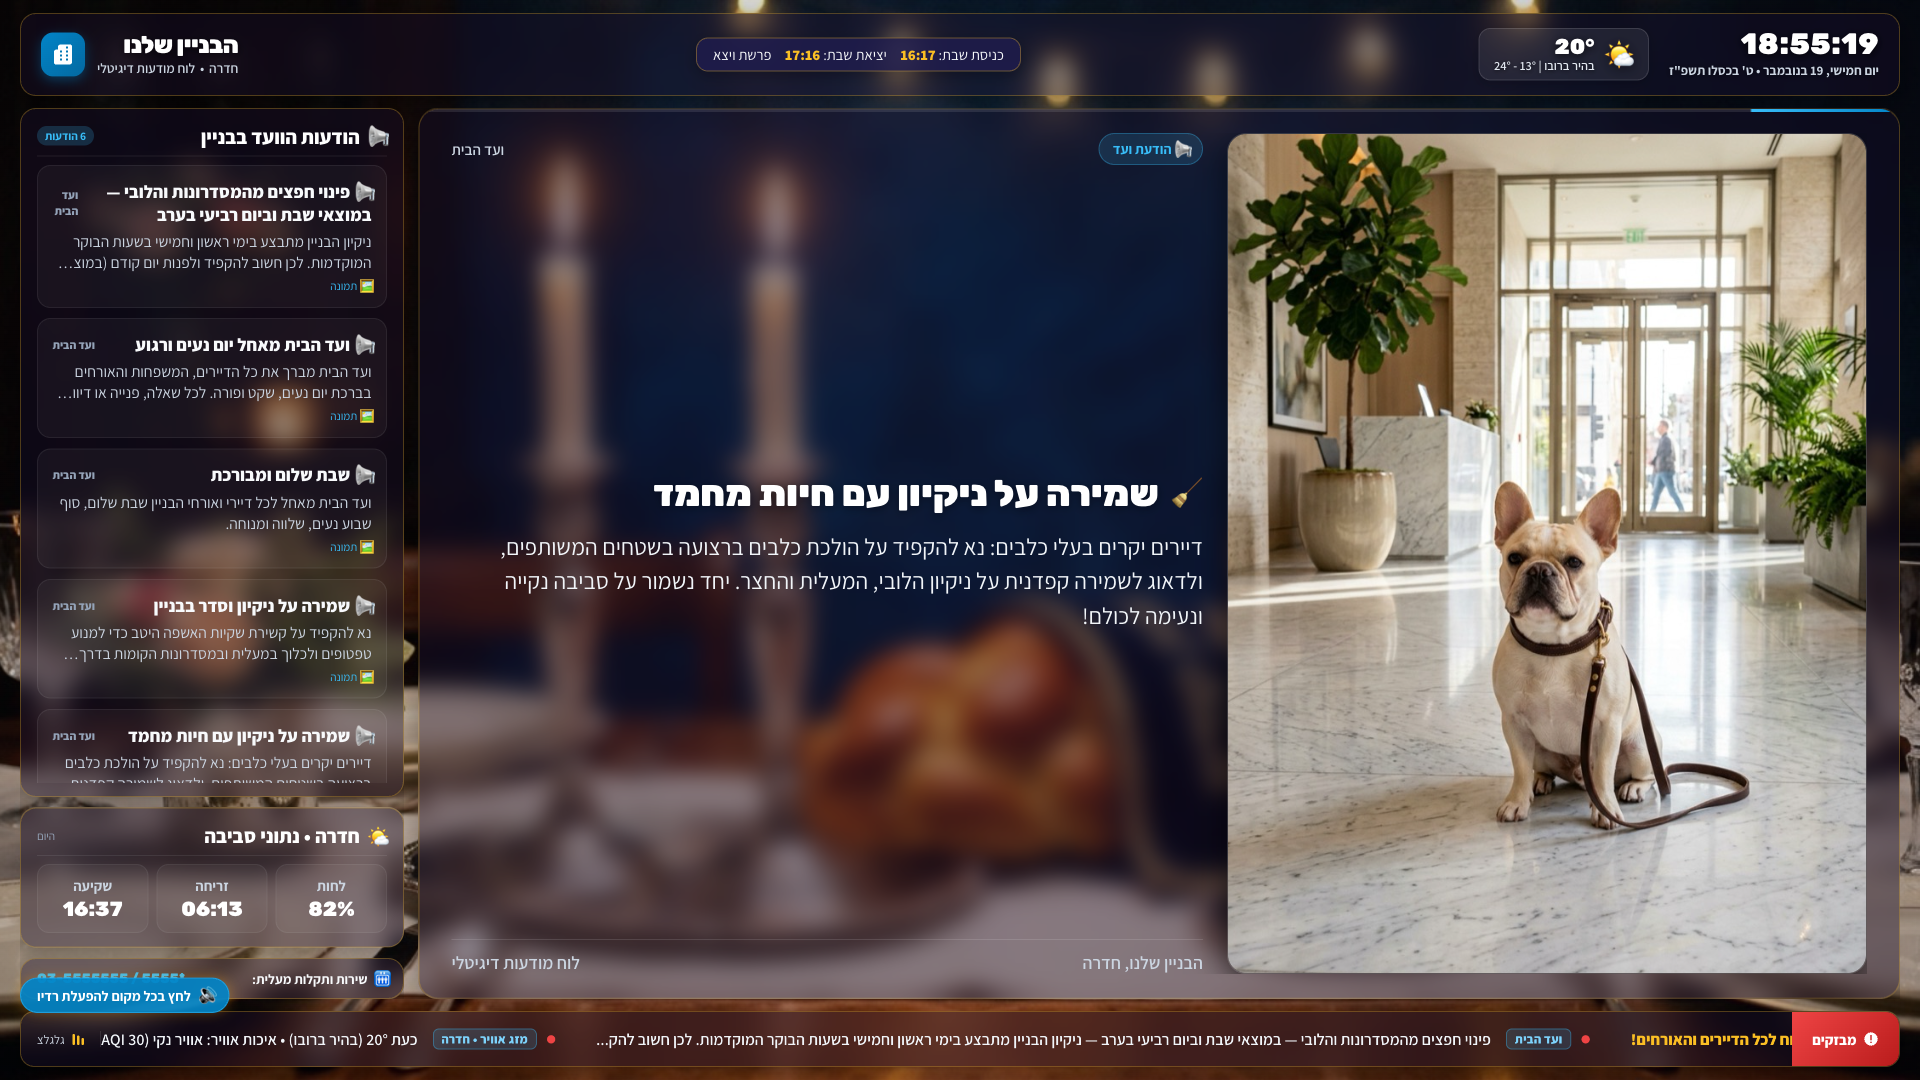 18:55:19
יום חמישי, 19 בנובמבר • ט' בכסלו תשפ"ז
20°
בהיר ברובו | 13° - 24°
כניסת שבת: 16:17 יציאת שבת: 17:16 פרשת ויצא
הבניין שלנו
חדרה • לוח מודעות דיגיטלי
הודעת ועד
ועד הבית
שמירה על ניקיון עם חיות מחמד
דיירים יקרים בעלי כלבים: נא להקפיד על הולכת כלבים ברצועה בשטחים המשותפים,
ולדאוג לשמירה קפדנית על ניקיון הלובי, המעלית והחצר. יחד נשמור על סביבה נקייה
ונעימה לכולם!
הבניין שלנו, חדרה
לוח מודעות דיגיטלי
הודעות הוועד בבניין
6 הודעות
פינוי חפצים מהמסדרונות והלובי –
במוצאי שבת וביום רביעי בערב
ועד
הבית
ניקיון הבניין מתבצע בימי ראשון וחמישי בשעות הבוקר
המוקדמות. לכן חשוב להקפיד ולפנות יום קודם (במוצ...
תמונה
ועד הבית מאחל יום נעים ורגוע
ועד הבית
ועד הבית מברך את כל הדיירים, המשפחות והאורחים
בברכת יום נעים, שקט ופורה. לכל שאלה, פנייה או דיוו...
תמונה
שבת שלום ומבורכת
ועד הבית
ועד הבית מאחל לכל דיירי ואורחי הבניין שבת שלום, סוף
שבוע נעים, שלווה ומנוחה.
תמונה
שמירה על ניקיון וסדר בבניין
ועד הבית
נא להקפיד על קשירת שקיות האשפה היטב כדי למנוע
טפטופים ולכלוך במעלית ובמסדרונות הקומות בדרך...
תמונה
שמירה על ניקיון עם חיות מחמד
ועד הבית
דיירים יקרים בעלי כלבים: נא להקפיד על הולכת כלבים
חדרה • נתוני סביבה
היום
לחות
82%
זריחה
06:13
שקיעה
16:37
שירות ותקלות מעלית:
לחץ בכל מקום להפעלת רדיו
מבזקים
לכל הדיירים והאורחים!
ועד הבית
פינוי חפצים מהמסדרונות והלובי — במוצאי שבת וביום רביעי בערב — ניקיון הבניין מתבצע בימי ראשון וחמישי בשעות הבוקר המוקדמות. לכן חשוב להק...
מזג אוויר • חדרה
כעת 20° (בהיר ברובו) • איכות אוויר: אוויר נקי (AQI 30
גלגלצ